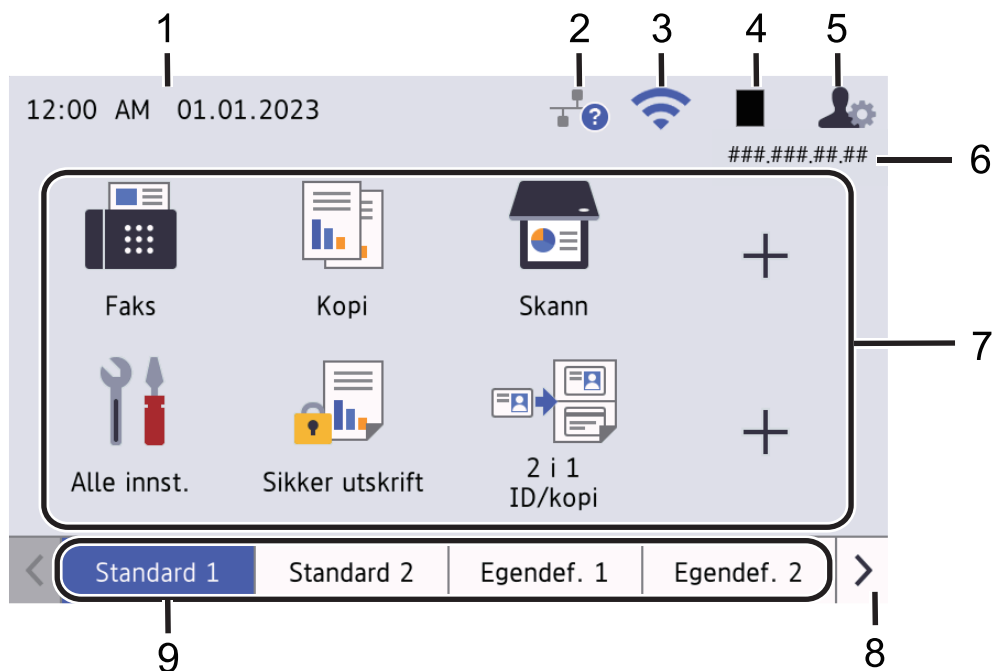 1 2 3 4 5
12:00 AM 01.01.2023
?
###.###.##.## 6
Faks Kopi Skann
7
Alle innst. Sikker utskrift 2 i 1
ID/kopi
Standard 1 Standard 2 Egendef. 1 Egendef. 2
9 8